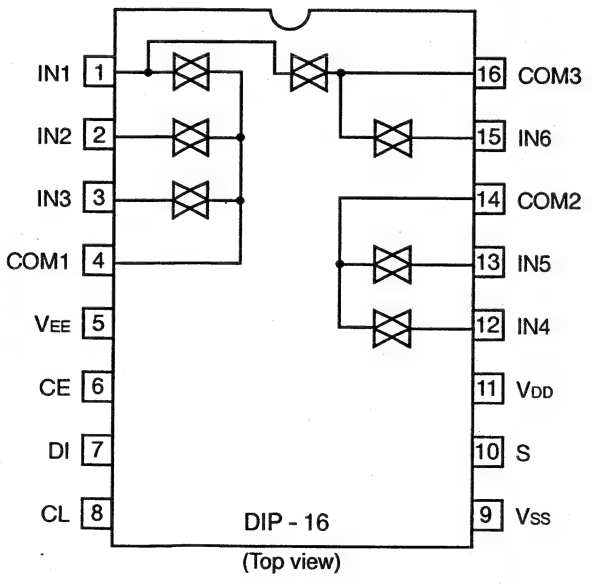 IN1 1
IN2 2
IN3 3
COM1 4
VEE 5
CE 6
DI 7
CL 8
16 COM3
15 IN6
14 COM2
13 IN5
12 IN4
11 VDD
10 S
9 VSS
DIP - 16
(Top view)